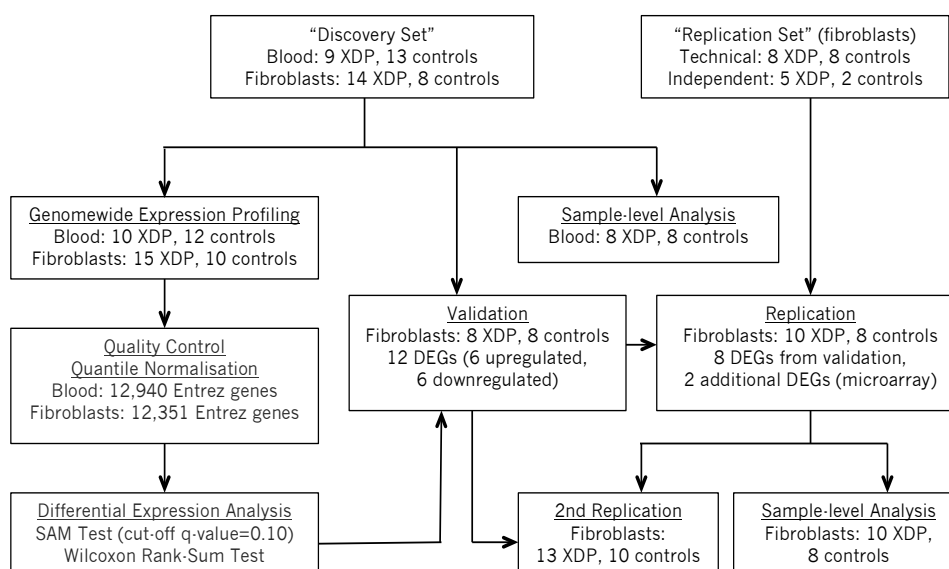 “Discovery Set”
Blood: 9 XDP, 13 controls
Fibroblasts: 14 XDP, 8 controls
“Replication Set” (fibroblasts)
Technical: 8 XDP, 8 controls
Independent: 5 XDP, 2 controls
Genomewide Expression Profiling
Blood: 10 XDP, 12 controls
Fibroblasts: 15 XDP, 10 controls
Sample-level Analysis
Blood: 8 XDP, 8 controls
Quality Control
Quantile Normalisation
Blood: 12,940 Entrez genes
Fibroblasts: 12,351 Entrez genes
Validation
Fibroblasts: 8 XDP, 8 controls
12 DEGs (6 upregulated,
6 downregulated)
Replication
Fibroblasts: 10 XDP, 8 controls
8 DEGs from validation,
2 additional DEGs (microarray)
Differential Expression Analysis
SAM Test (cut-off q-value=0.10)
Wilcoxon Rank-Sum Test
2nd Replication
Fibroblasts:
13 XDP, 10 controls
Sample-level Analysis
Fibroblasts: 10 XDP,
8 controls